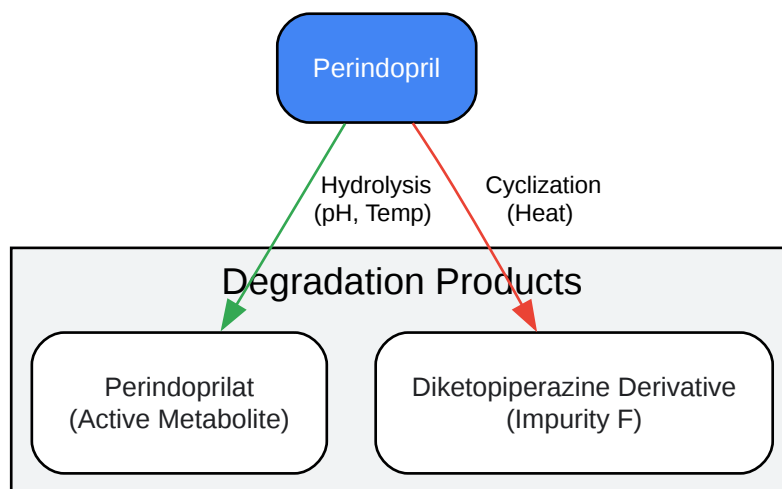 Perindopril
Hydrolysis
(pH, Temp)
Cyclization
(Heat)
Degradation Products
Perindoprilat
(Active Metabolite)
Diketopiperazine Derivative
(Impurity F)